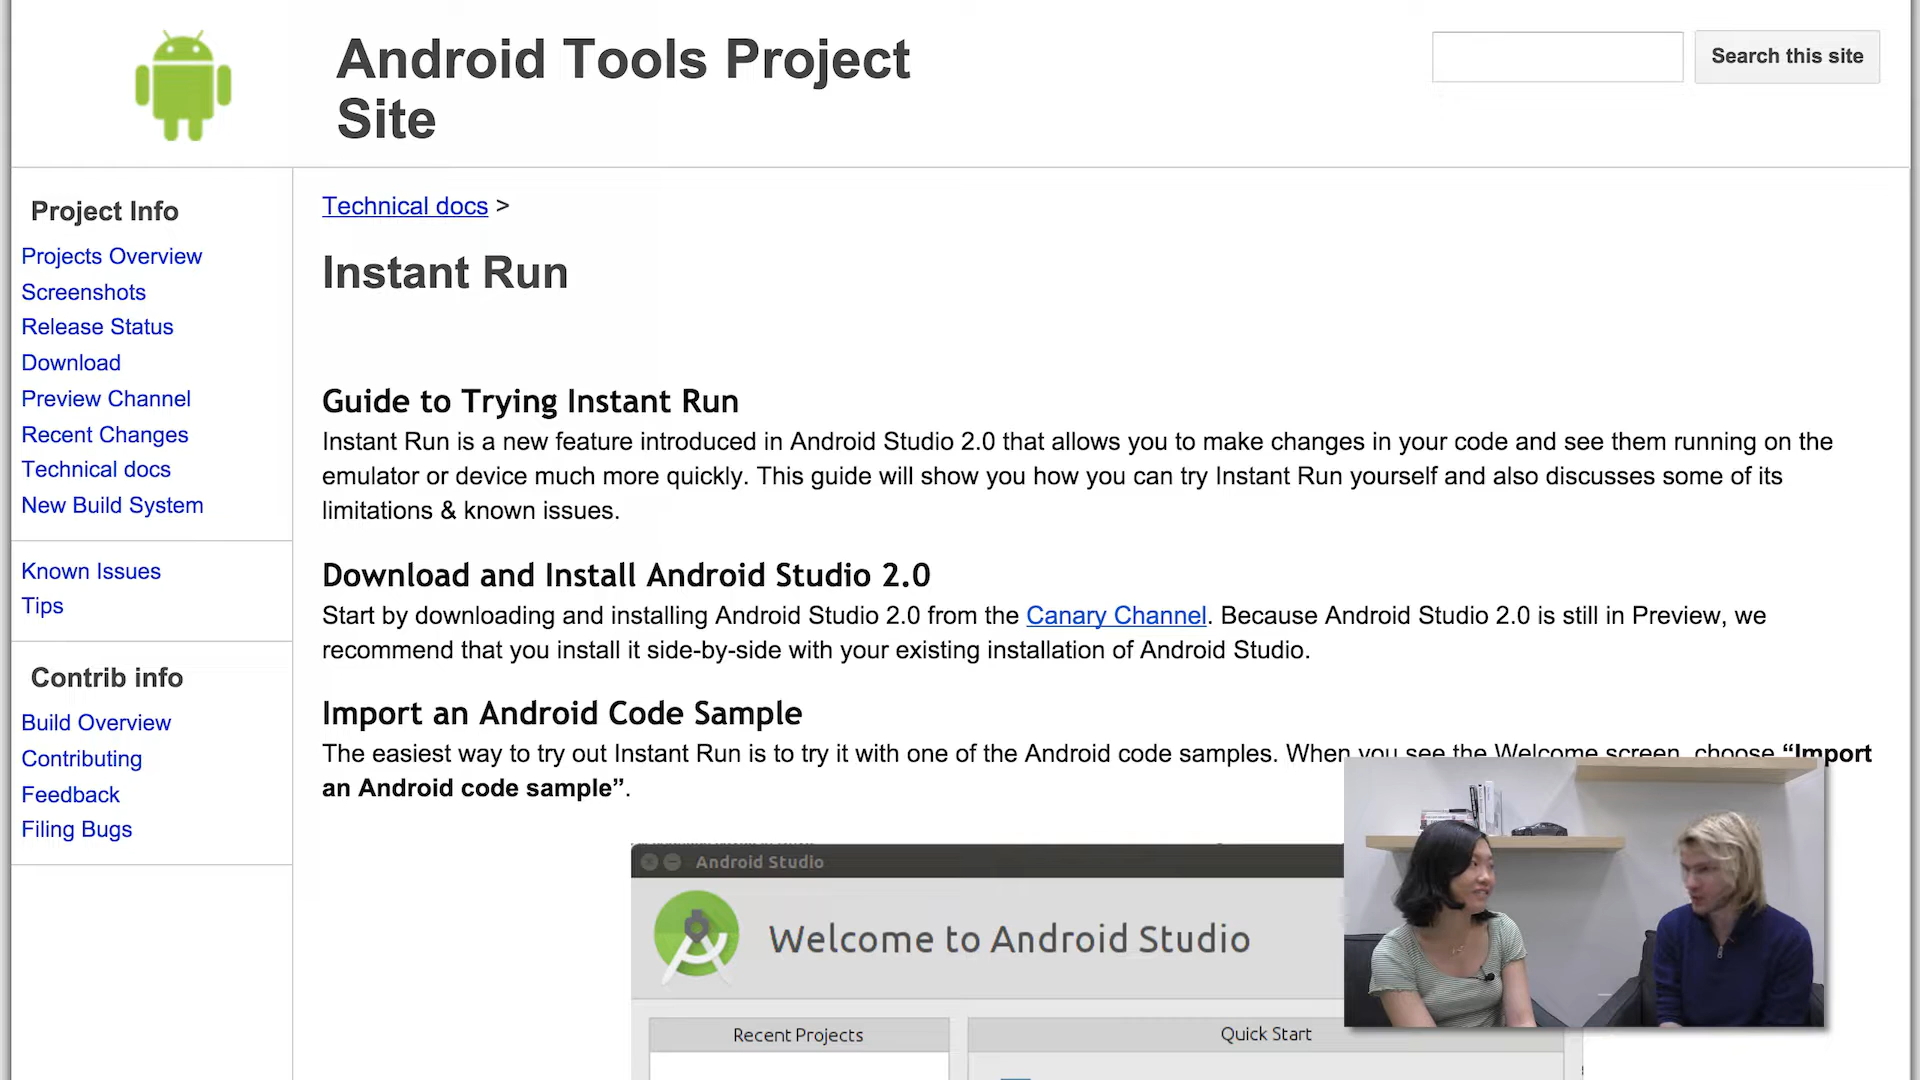 Android Tools Project
Site
Search this site
Project Info
Projects Overview
Screenshots
Release Status
Download
Preview Channel
Recent Changes
Technical docs
New Build System
Known Issues
Tips
Contrib info
Build Overview
Contributing
Feedback
Filing Bugs
Technical docs >
Instant Run
Guide to Trying Instant Run
Instant Run is a new feature introduced in Android Studio 2.0 that allows you to make changes in your code and see them running on the
emulator or device much more quickly. This guide will show you how you can try Instant Run yourself and also discusses some of its
limitations & known issues.
Download and Install Android Studio 2.0
Start by downloading and installing Android Studio 2.0 from the Canary Channel. Because Android Studio 2.0 is still in Preview, we
recommend that you install it side-by-side with your existing installation of Android Studio.
Import an Android Code Sample
The easiest way to try out Instant Run is to try it with one of the Android code samples. When you see the Welcome screen, choose “Import
an Android code sample”.
Android Studio
Welcome to Android Studio
Recent Projects
Quick Start